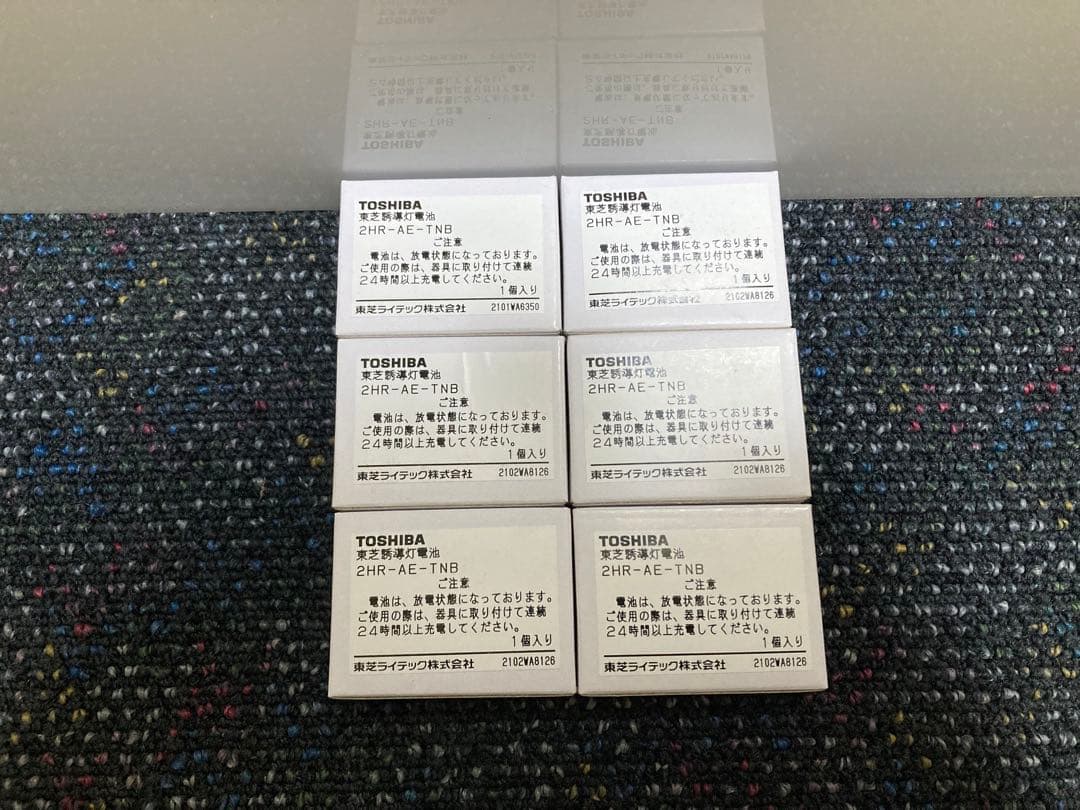 TOSHIBA
東芝誘導灯電池
2HR-AE-TNB
ご注意
電池は、放電状態になっております。
ご使用の際は、器具に取り付けて連続
24時間以上充電してください。
1個入り
東芝ライテック株式会社 2101WA6350
TOSHIBA
東芝誘導灯電池
2HR-AE-TNB
ご注意
電池は、放電状態になっております。
ご使用の際は、器具に取り付けて連続
24時間以上充電してください。
1個入り
東芝ライテック株式会社 2102WA8126
TOSHIBA
東芝誘導灯電池
2HR-AE-TNB
ご注意
電池は、放電状態になっております。
ご使用の際は、器具に取り付けて連続
24時間以上充電してください。
1個入り
東芝ライテック株式会社 2102WA8126
TOSHIBA
東芝誘導灯電池
2HR-AE-TNB
ご注意
電池は、放電状態になっております。
ご使用の際は、器具に取り付けて連続
24時間以上充電してください。
1個入り
東芝ライテック株式会社 2102WA8126
TOSHIBA
東芝誘導灯電池
2HR-AE-TNB
ご注意
電池は、放電状態になっております。
ご使用の際は、器具に取り付けて連続
24時間以上充電してください。
1個入り
東芝ライテック株式会社 2102WA8126
TOSHIBA
東芝誘導灯電池
2HR-AE-TNB
ご注意
電池は、放電状態になっております。
ご使用の際は、器具に取り付けて連続
24時間以上充電してください。
1個入り
東芝ライテック株式会社 2102WA8126